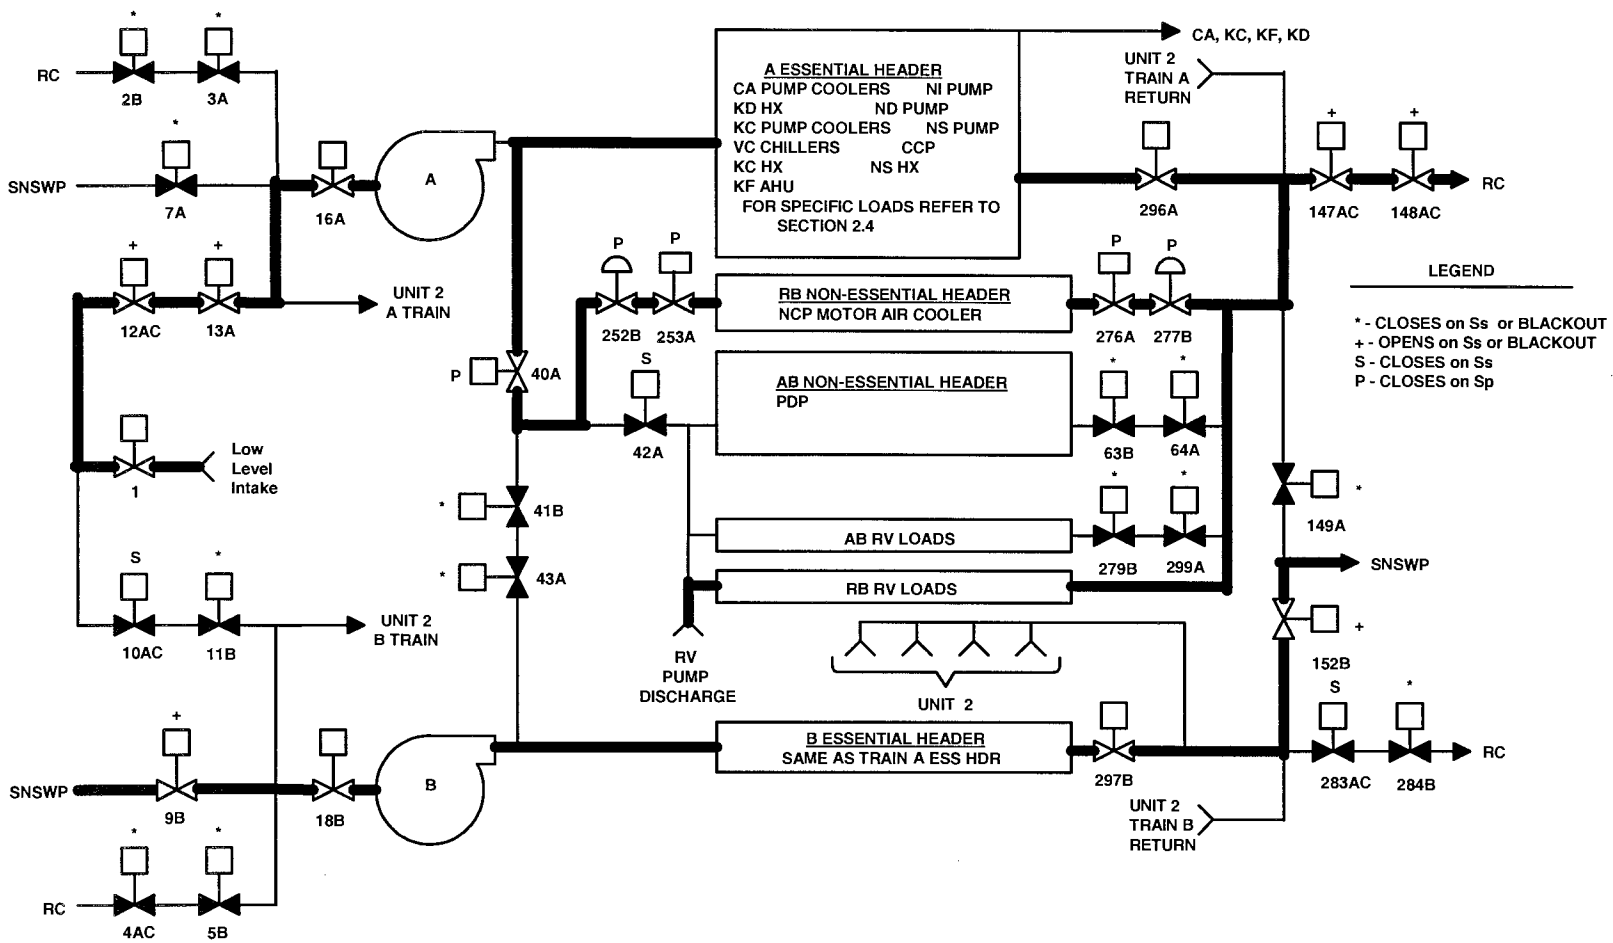 * *
RC
2B 3A
*
SNSWP
7A
16A
A
+ +
12AC 13A
UNIT 2
A TRAIN
1
Low
Level
Intake
S *
10AC 11B
UNIT 2
B TRAIN
+
SNSWP
9B
18B
B
* *
RC
4AC 5B
A ESSENTIAL HEADER
CA PUMP COOLERS NI PUMP
KD HX ND PUMP
KC PUMP COOLERS NS PUMP
VC CHILLERS CCP
KC HX NS HX
KF AHU
FOR SPECIFIC LOADS REFER TO
SECTION 2.4
CA, KC, KF, KD
UNIT 2
TRAIN A
RETURN
296A
+ +
147AC 148AC
RC
P P
252B 253A
RB NON-ESSENTIAL HEADER
NCP MOTOR AIR COOLER
P P
276A 277B
P
40A
S
42A
AB NON-ESSENTIAL HEADER
PDP
* *
63B 64A
*
41B
*
43A
* *
AB RV LOADS
279B 299A
RB RV LOADS
RV
PUMP
DISCHARGE
UNIT 2
149A
*
SNSWP
152B
+
B ESSENTIAL HEADER
SAME AS TRAIN A ESS HDR
297B
S *
283AC 284B
RC
UNIT 2
TRAIN B
RETURN
LEGEND
* - CLOSES on Ss or BLACKOUT
+ - OPENS on Ss or BLACKOUT
S - CLOSES on Ss
P - CLOSES on Sp